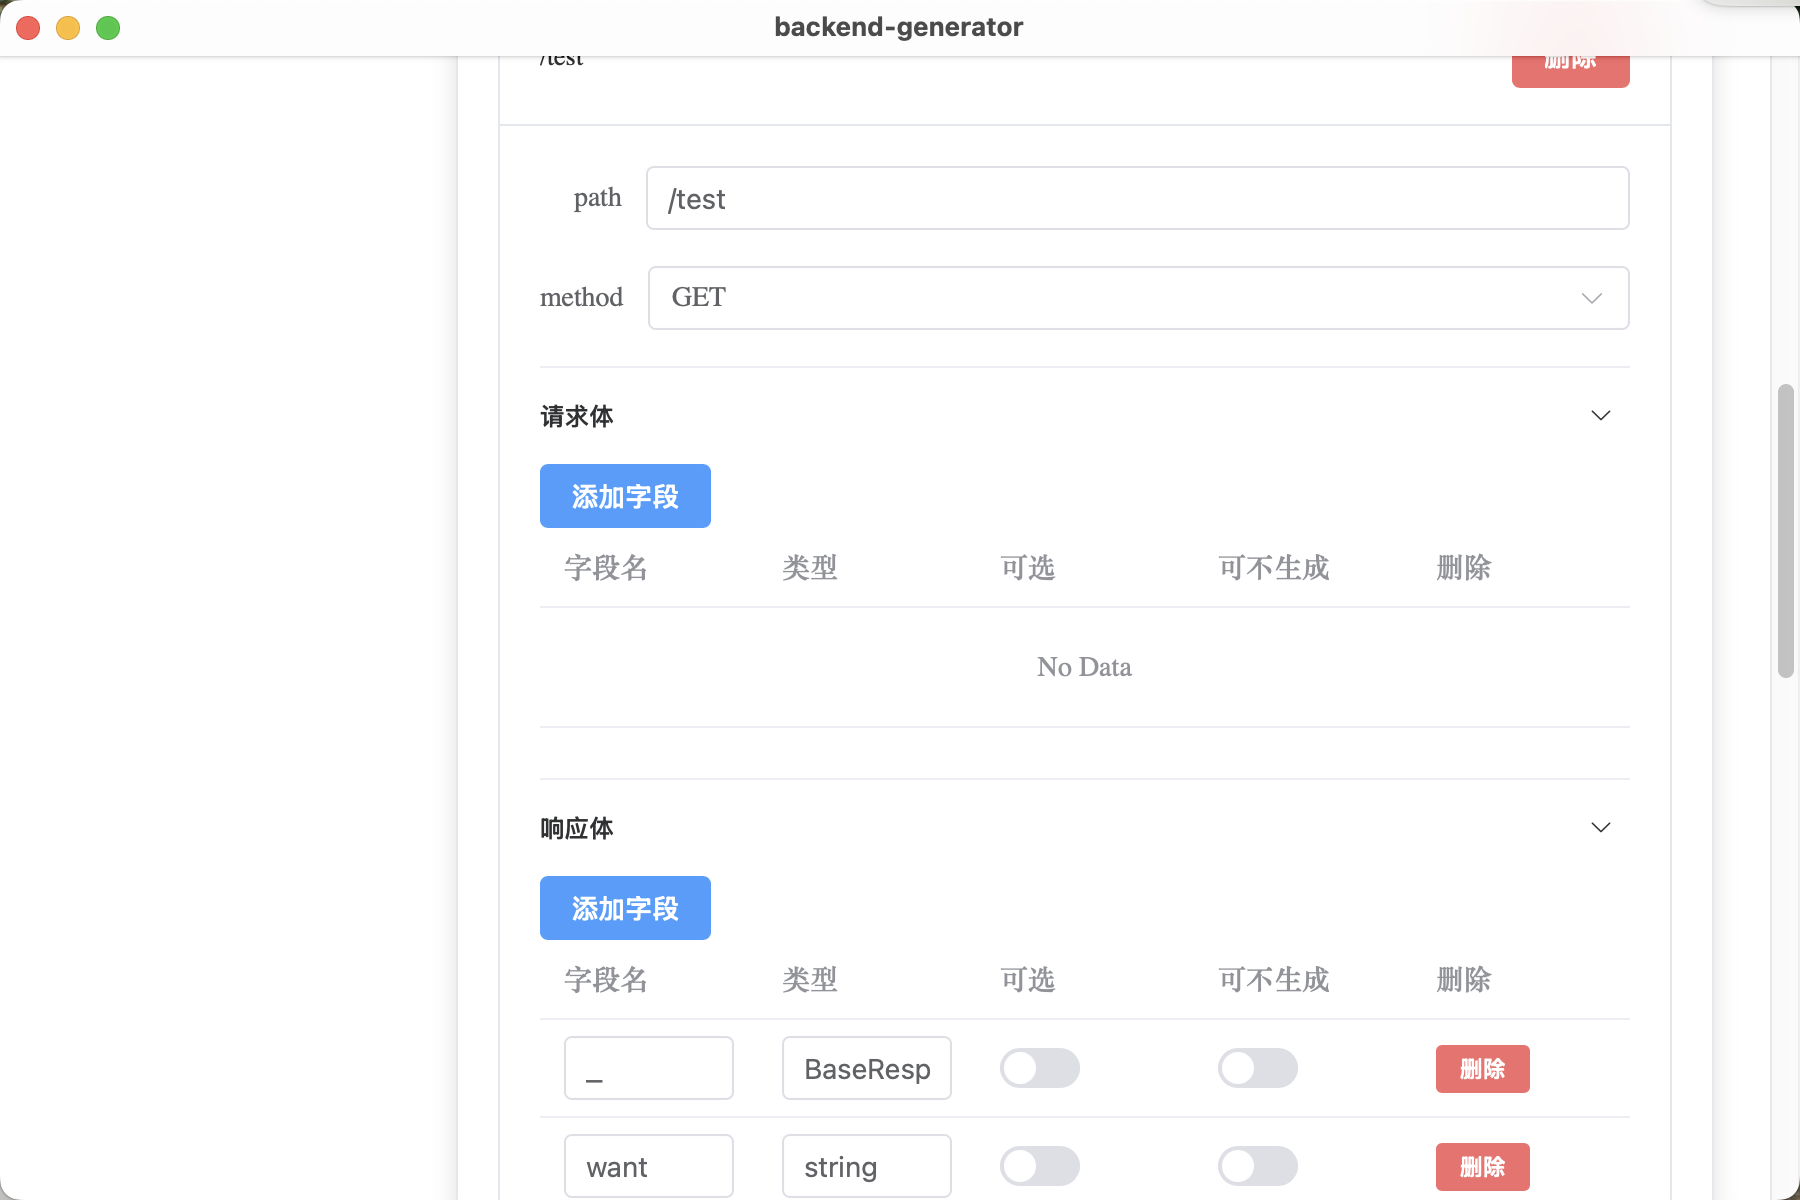 backend-generator
/test
删除
path
/test
method
GET
请求体
添加字段
字段名 类型 可选 可不生成 删除
No Data
响应体
添加字段
字段名 类型 可选 可不生成 删除
_ BaseResp 删除
want string 删除